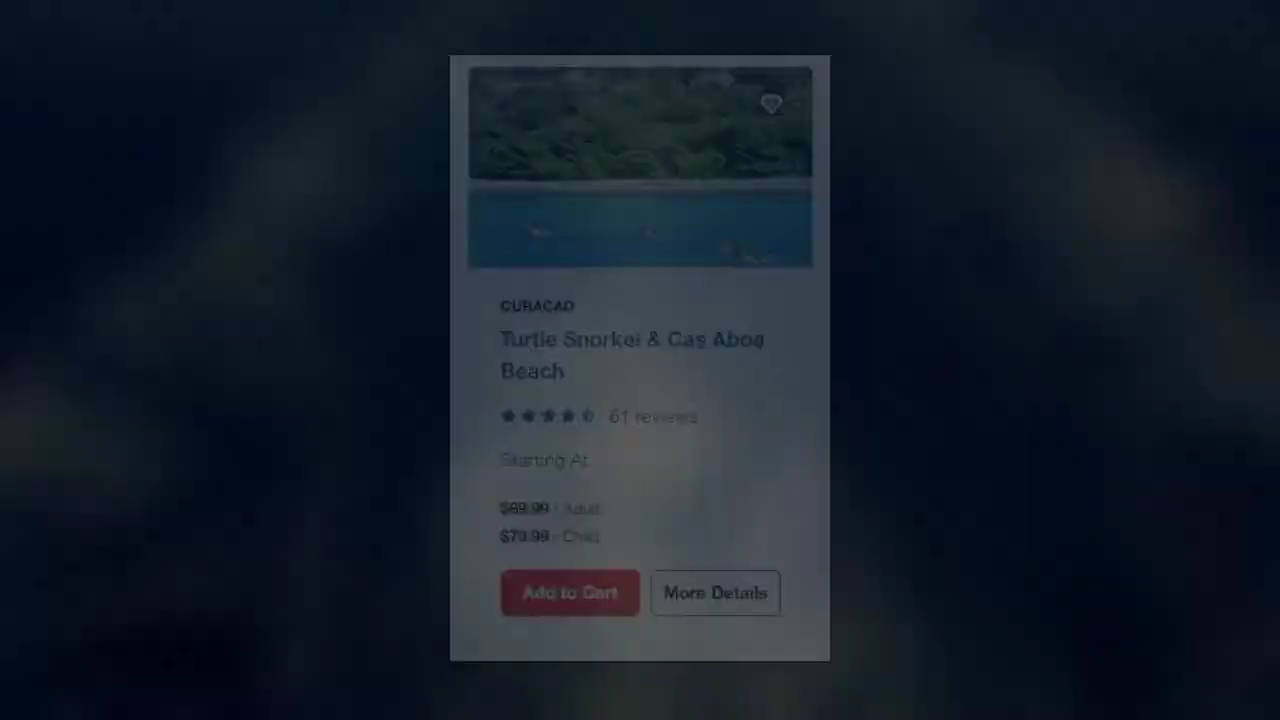 CURACAO
Turtle Snorkel & Cas Aboa
Beach
61 reviews
Starting At
$89.99 / Adult
$79.99 / Child
Add to Cart
More Details